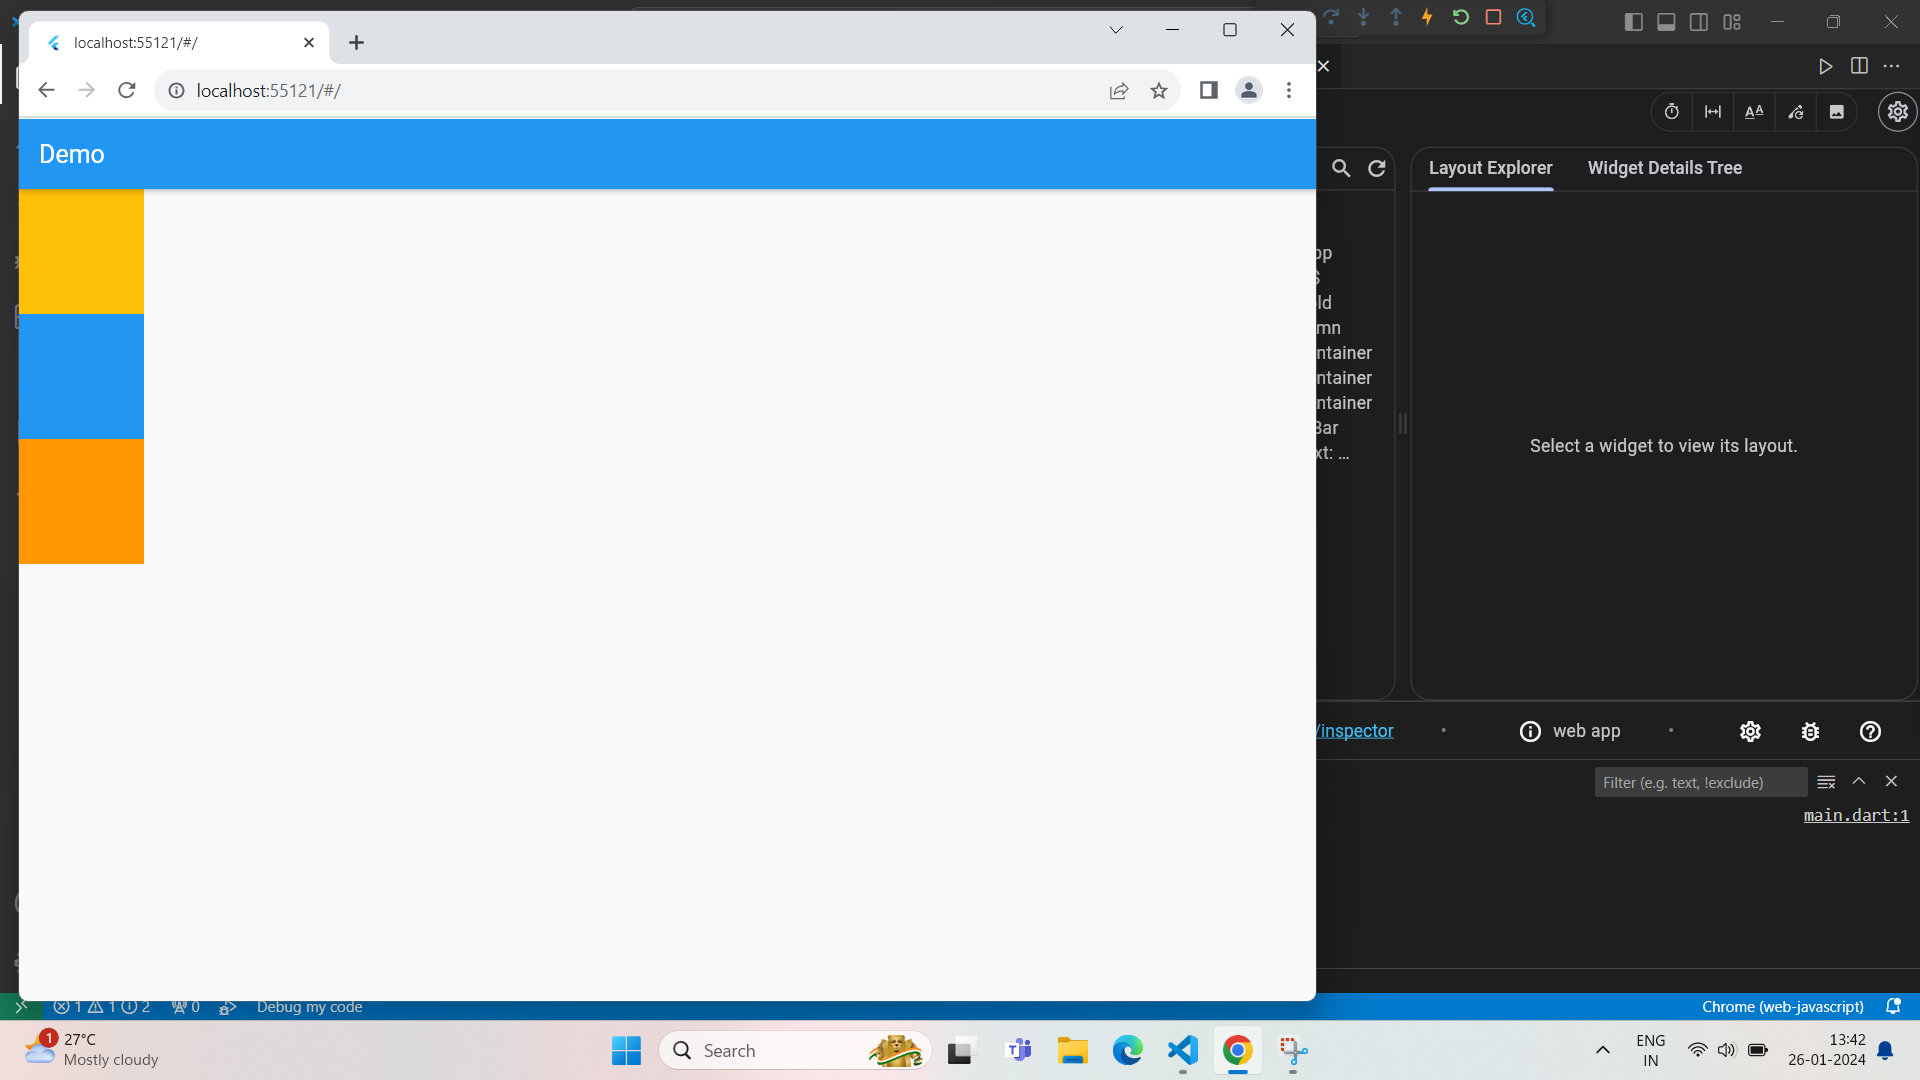 localhost:55121/#/
localhost:55121/#/
Demo
Layout Explorer
Widget Details Tree
pp
ld
mn
ntainer
ntainer
ntainer
Bar
xt: ...
Select a widget to view its layout.
/inspector
web app
Filter (e.g. text, !exclude)
main.dart:1
1 1 2 0 Debug my code
Chrome (web-javascript)
1
27°C
Mostly cloudy
Search
ENG
IN
13:42
26-01-2024